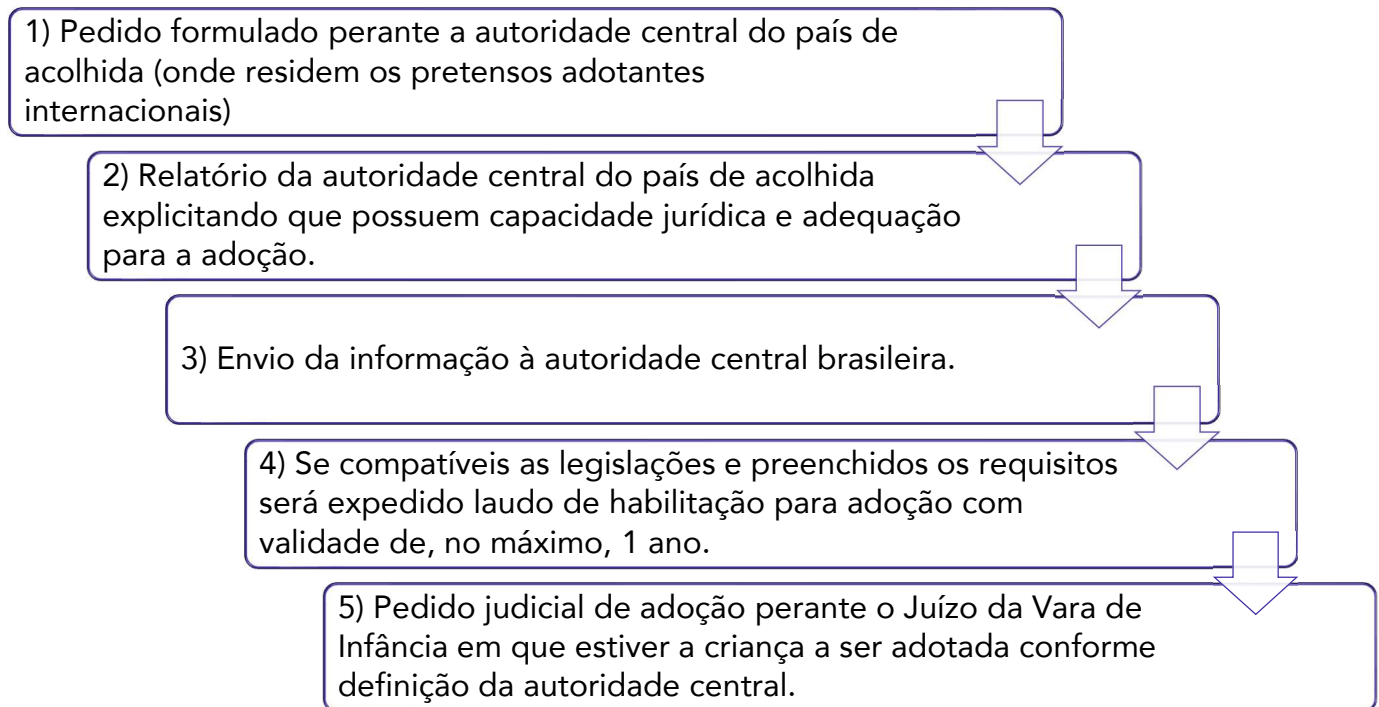 1) Pedido formulado perante a autoridade central do país de
acolhida (onde residem os pretensos adotantes
internacionais)
2) Relatório da autoridade central do país de acolhida
explicitando que possuem capacidade jurídica e adequação
para a adoção.
3) Envio da informação à autoridade central brasileira.
4) Se compatíveis as legislações e preenchidos os requisitos
será expedido laudo de habilitação para adoção com
validade de, no máximo, 1 ano.
5) Pedido judicial de adoção perante o Juízo da Vara de
Infância em que estiver a criança a ser adotada conforme
definição da autoridade central.